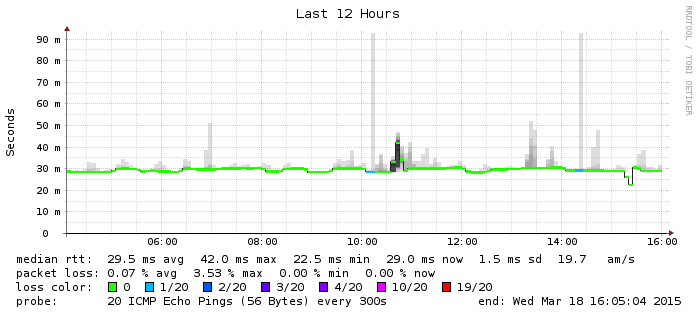 Last 12 Hours
RRDTOOL / TOBI OETIKER
Seconds
90 m
80 m
70 m
60 m
50 m
40 m
30 m
20 m
10 m
0
06:00 08:00 10:00 12:00 14:00 16:00
median rtt: 29.5 ms avg 42.0 ms max 22.5 ms min 29.0 ms now 1.5 ms sd 19.7 am/s
packet loss: 0.07 % avg 3.53 % max 0.00 % min 0.00 % now
loss color: 0 1/20 2/20 3/20 4/20 10/20 19/20
probe: 20 ICMP Echo Pings (56 Bytes) every 300s end: Wed Mar 18 16:05:04 2015